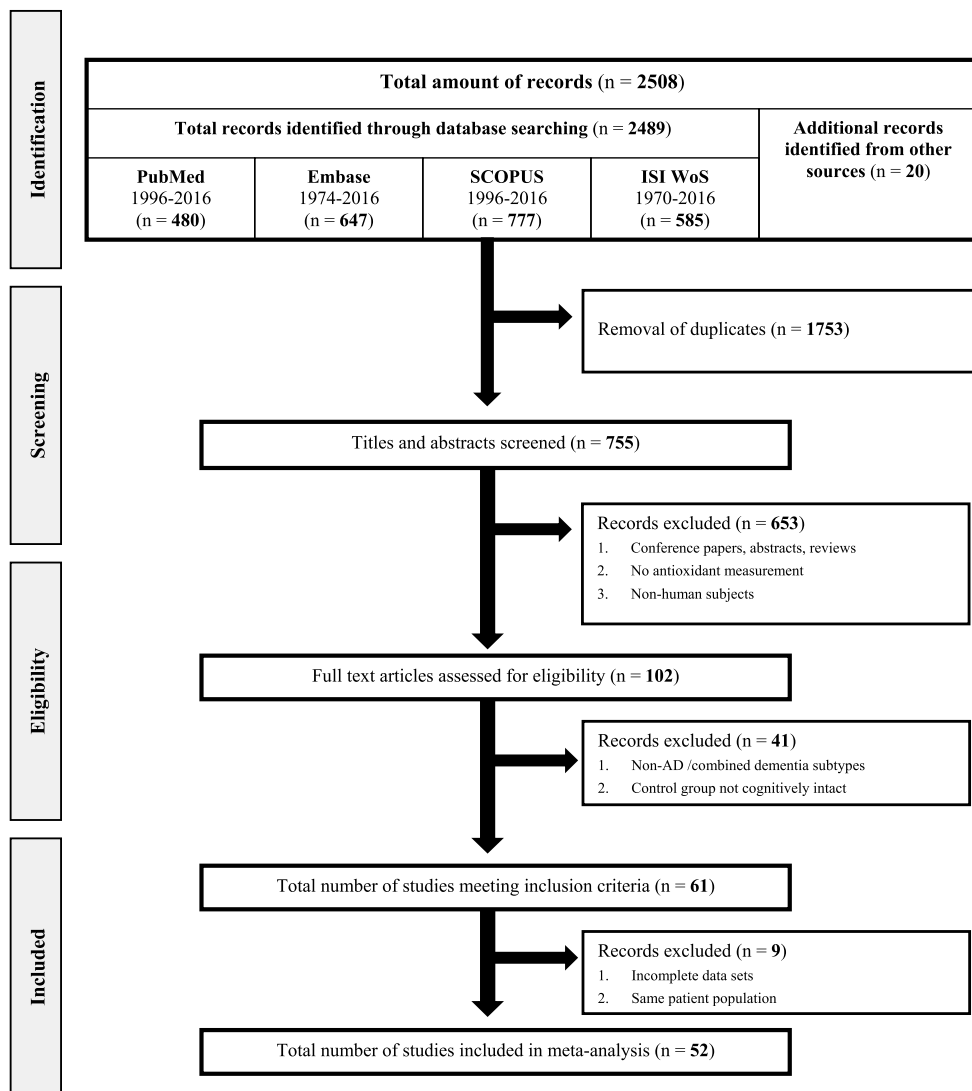 Identification
Total amount of records (n = 2508)
Total records identified through database searching (n = 2489)
Additional records
identified from other
sources (n = 20)
PubMed
1996-2016
(n = 480)
Embase
1974-2016
(n = 647)
SCOPUS
1996-2016
(n = 777)
ISI WoS
1970-2016
(n = 585)
Screening
Removal of duplicates (n = 1753)
Titles and abstracts screened (n = 755)
Records excluded (n = 653)
1. Conference papers, abstracts, reviews
2. No antioxidant measurement
3. Non-human subjects
Eligibility
Full text articles assessed for eligibility (n = 102)
Records excluded (n = 41)
1. Non-AD /combined dementia subtypes
2. Control group not cognitively intact
Included
Total number of studies meeting inclusion criteria (n = 61)
Records excluded (n = 9)
1. Incomplete data sets
2. Same patient population
Total number of studies included in meta-analysis (n = 52)